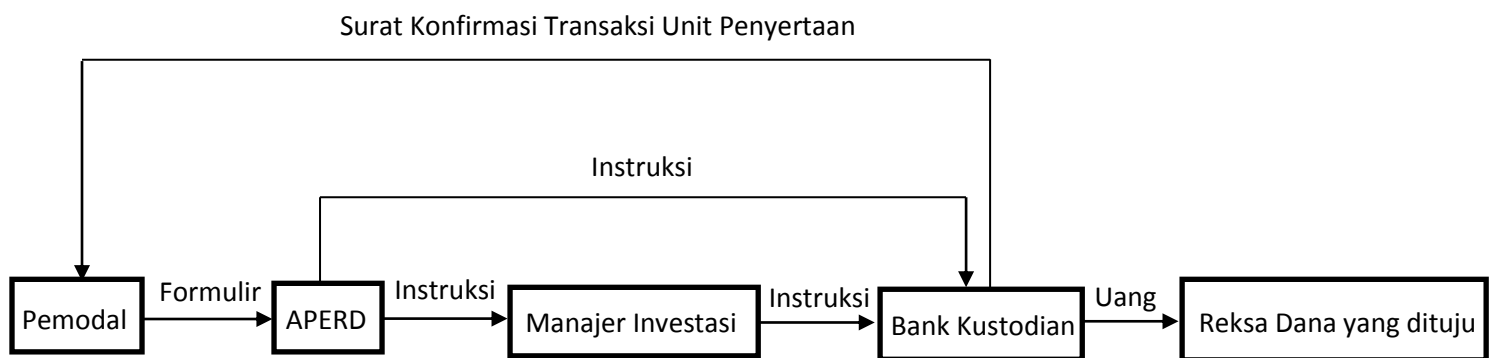 Surat Konfirmasi Transaksi Unit Penyertaan
Instruksi
Formulir
Instruksi
Instruksi
Uang
Pemodal
APERD
Manajer Investasi
Bank Kustodian
Reksa Dana yang dituju